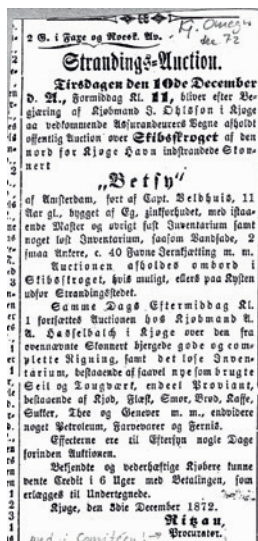 2 G. i Faxe og Roesk. Av.
Strandings-Auction.
Tirsdagen den 10de December
d. A., Formiddag Kl. 11, bliver efter Be-
gjæring af Kjøbmand J. Ohlsson i Kjøge
paa vedkommende Assurandeurers Vegne afholdt
offentlig Auction over Skibsskroget af den
nord for Kjøge Havn indstrandede Skon-
nert
„Betsy“
af Amsterdam, ført af Capt. Veldhuis, 11
Aar gl., bygget af Eg, zinkforhudet, med istaa-
ende Master og øvrigt fast Inventarium samt
noget løst Inventarium, saasom Vandfade, 2
smaa Ankere, c. 40 Favne Jernkjætting m. m.
Auctionen afholdes ombord i
Skibsskroget, hvis muligt, ellers paa Kysten
udfor Strandingsstedet.
Samme Dags Eftermiddag Kl.
1 fortsættes Auctionen hos Kjøbmand A.
A. Hasselbalch i Kjøge over den fra
ovennævnte Skonnert bjergede gode og com-
plette Rigning, samt det løse Inven-
tarium, bestaaende af saavel nye som brugte
Seil og Tougværk, endeel Proviant,
bestaaende af Kjød, Flæsk, Smør, Brød, Kaffe,
Sukker, Thee og Genever m. m., endvidere
noget Petroleum, Farvevarer og Fernis.
Effecterne ere til Eftersyn nogle Dage
forinden Auctionen.
Bekjendte og vederhæftige Kjøbere kunne
vente Credit i 6 Uger med Betalingen, som
erlægges til Undertegnede.
Kjøge, den 3die December 1872.
Ritzau,
Procurator.